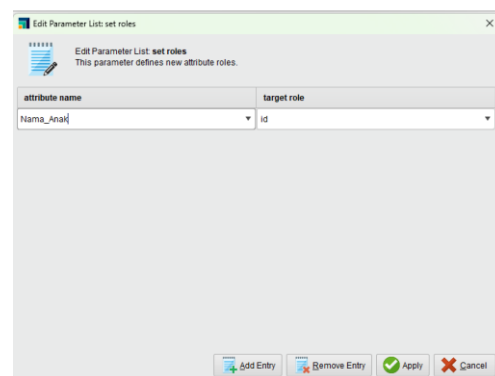 Edit Parameter List: set roles
Edit Parameter List: set roles
This parameter defines new attribute roles.
attribute name target role
Nama_Anak id
Add Entry Remove Entry Apply Cancel